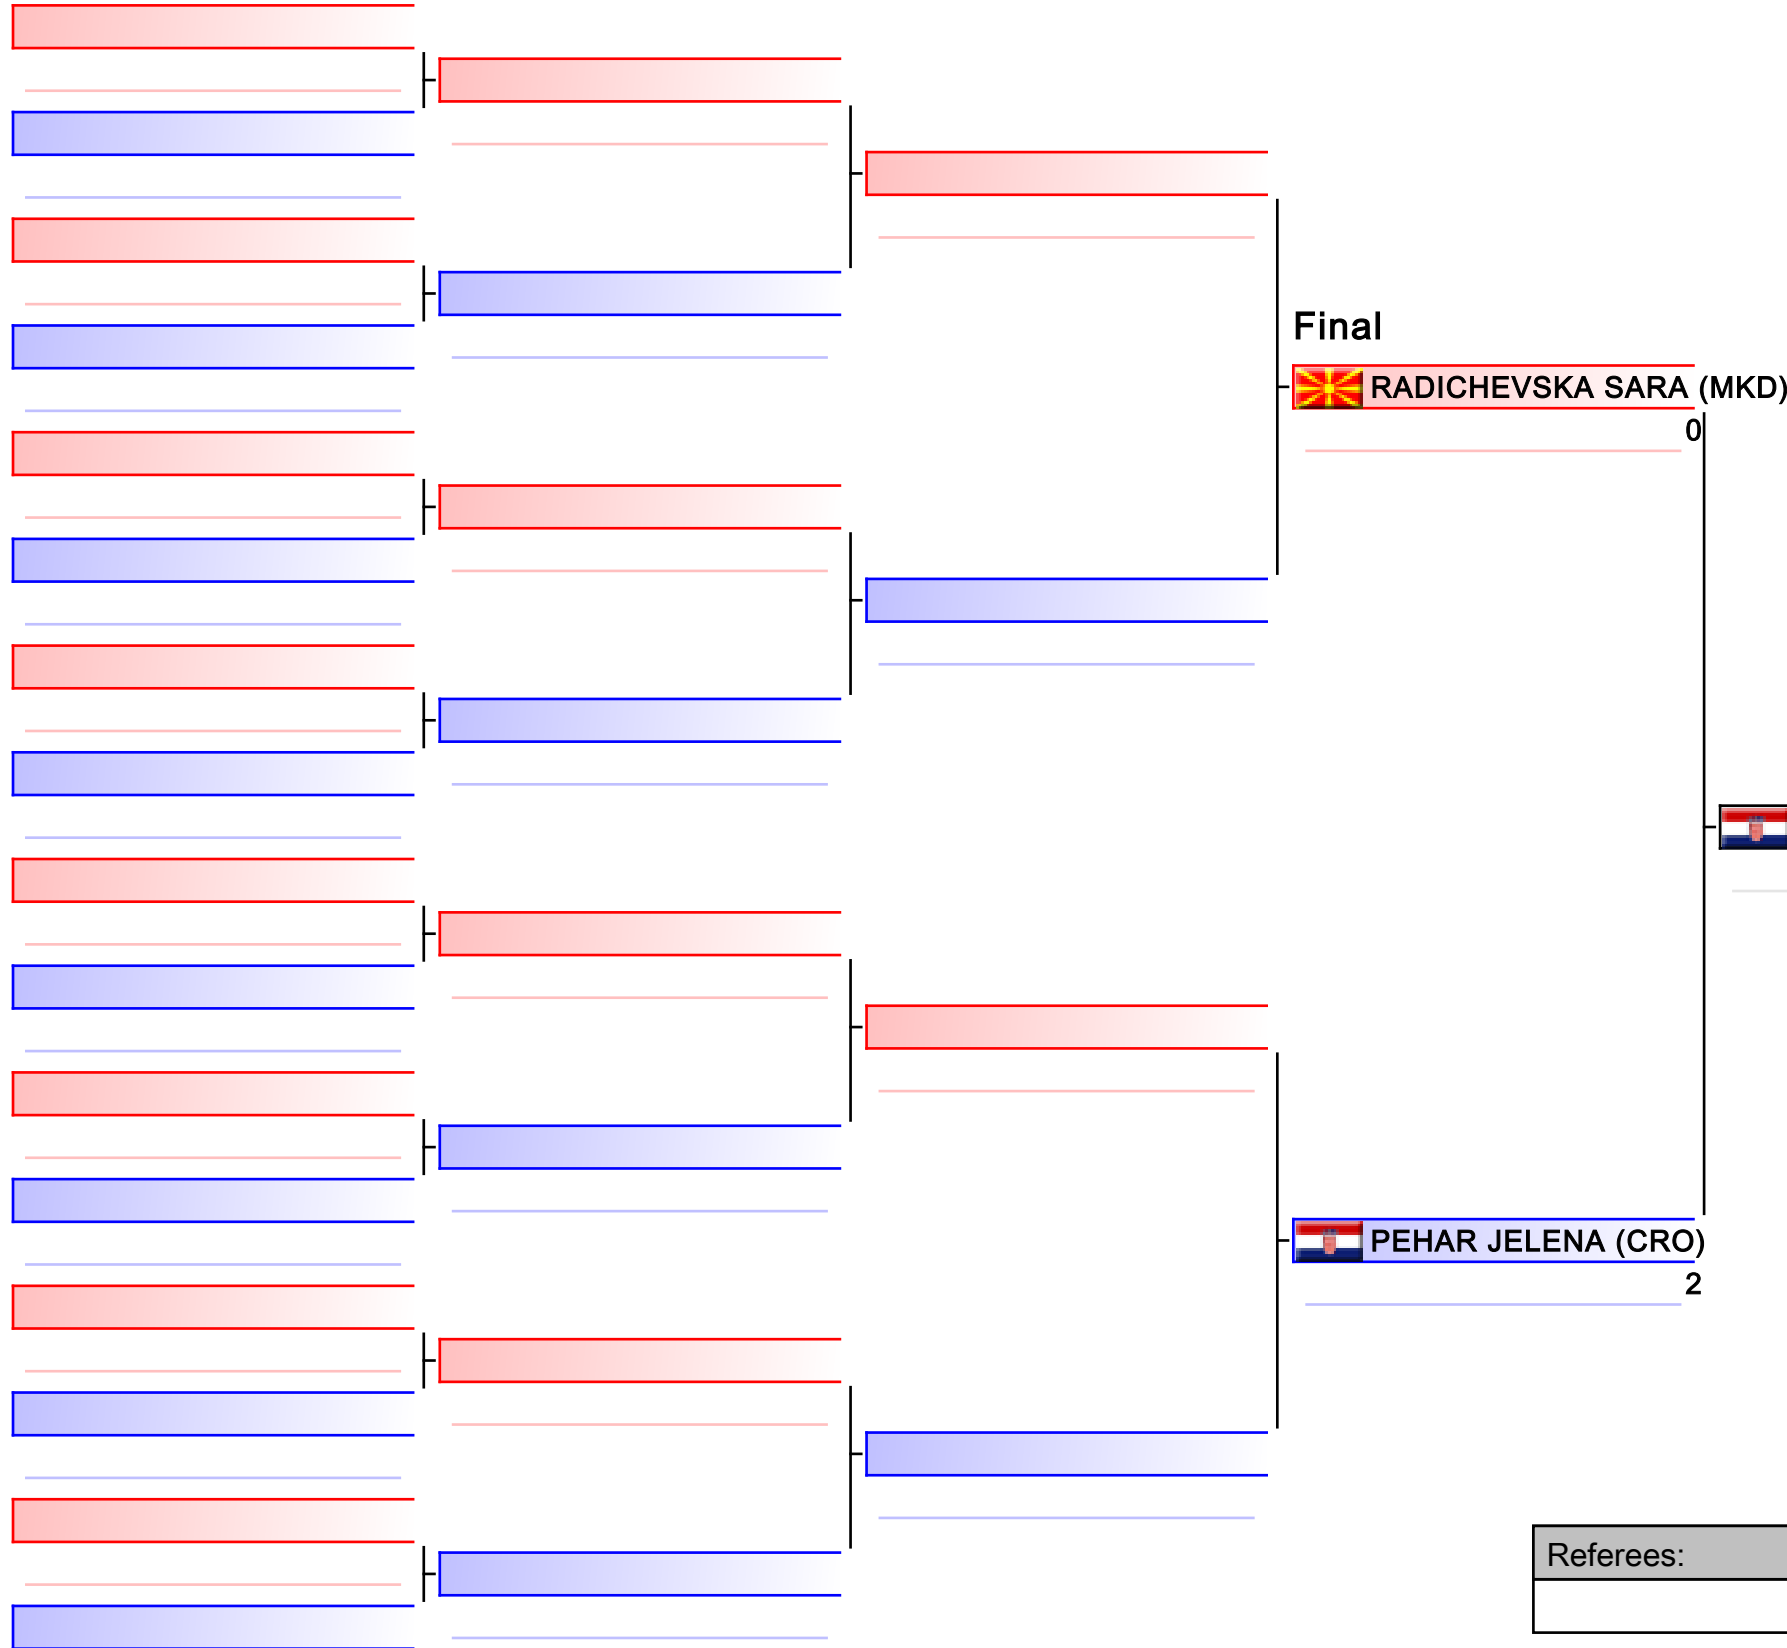 Final
RADICHEVSKA SARA (MKD)
0
PEHAR JELENA (CRO)
2
Referees: